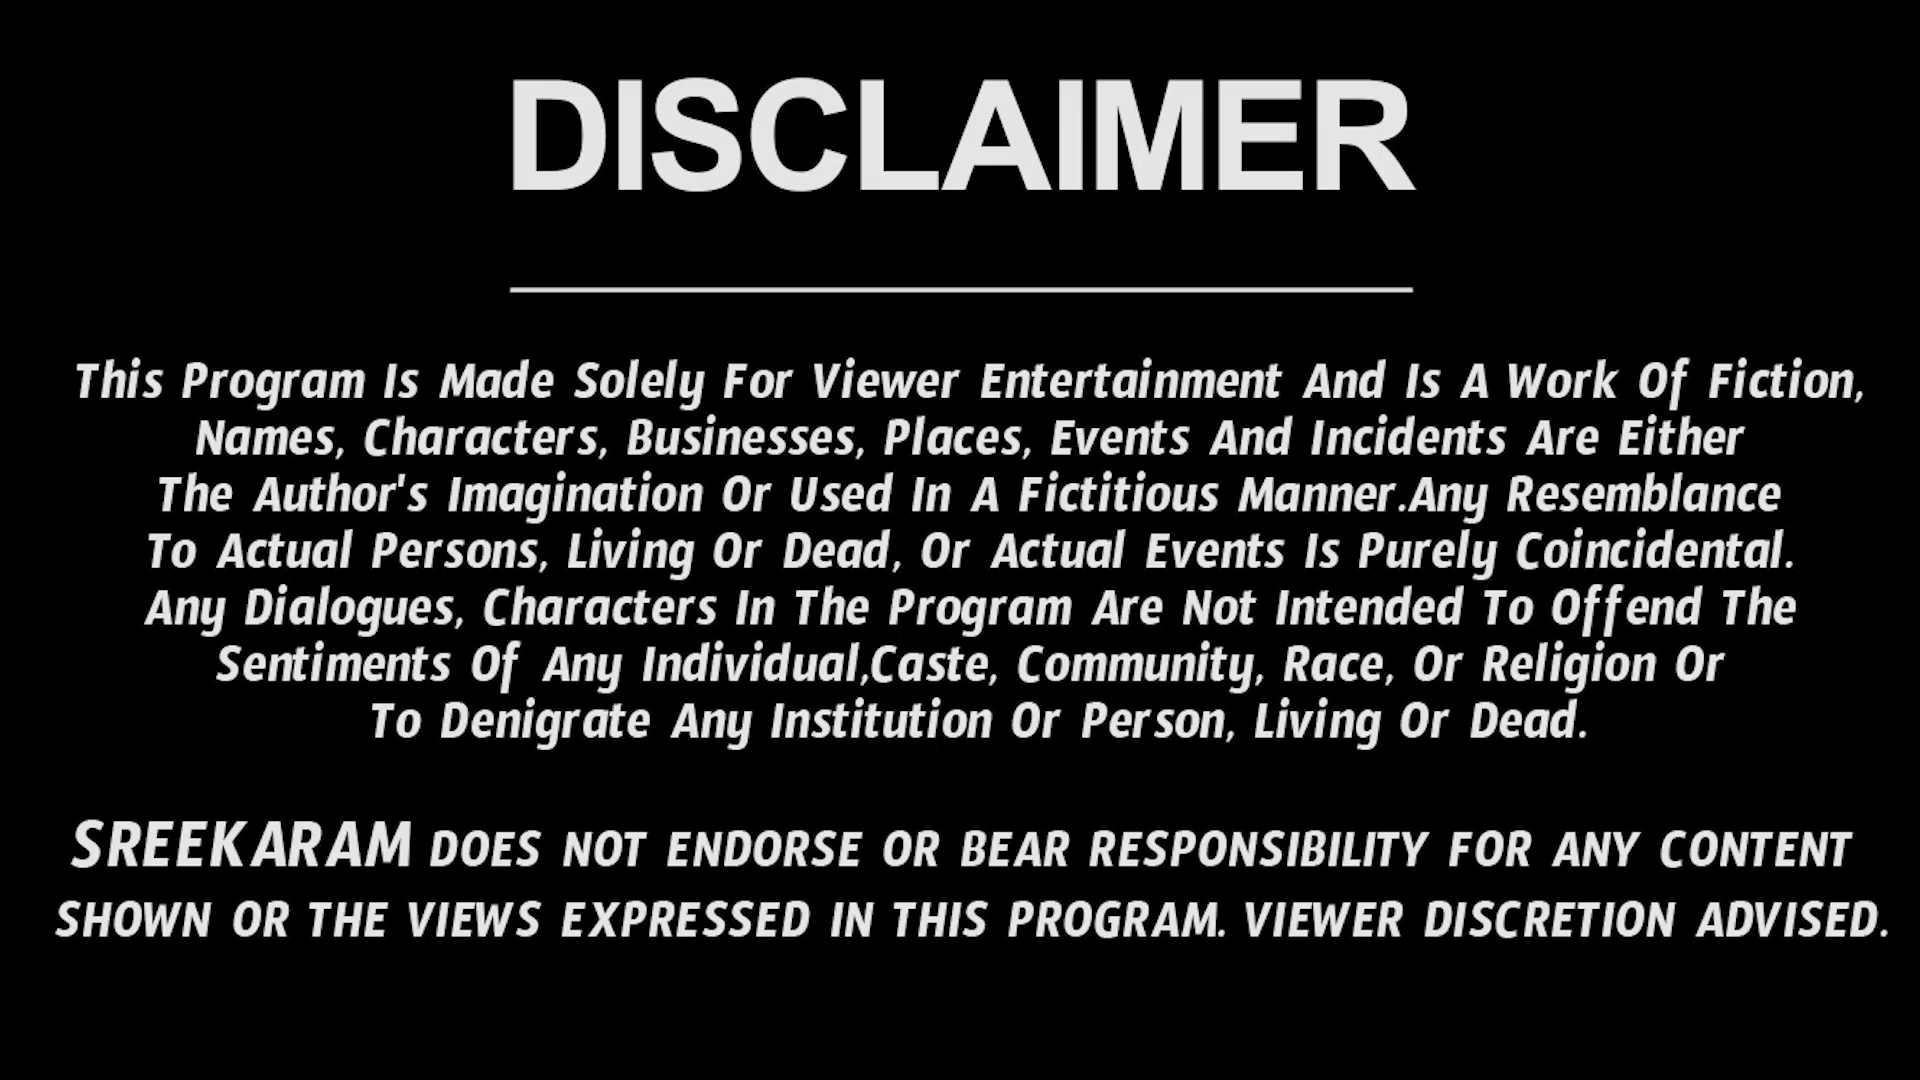 DISCLAIMER
This Program Is Made Solely For Viewer Entertainment And Is A Work Of Fiction,
Names, Characters, Businesses, Places, Events And Incidents Are Either
The Author's Imagination Or Used In A Fictitious Manner.Any Resemblance
To Actual Persons, Living Or Dead, Or Actual Events Is Purely Coincidental.
Any Dialogues, Characters In The Program Are Not Intended To Offend The
Sentiments Of Any Individual,Caste, Community, Race, Or Religion Or
To Denigrate Any Institution Or Person, Living Or Dead.
SREEKARAM DOES NOT ENDORSE OR BEAR RESPONSIBILITY FOR ANY CONTENT
SHOWN OR THE VIEWS EXPRESSED IN THIS PROGRAM. VIEWER DISCRETION ADVISED.